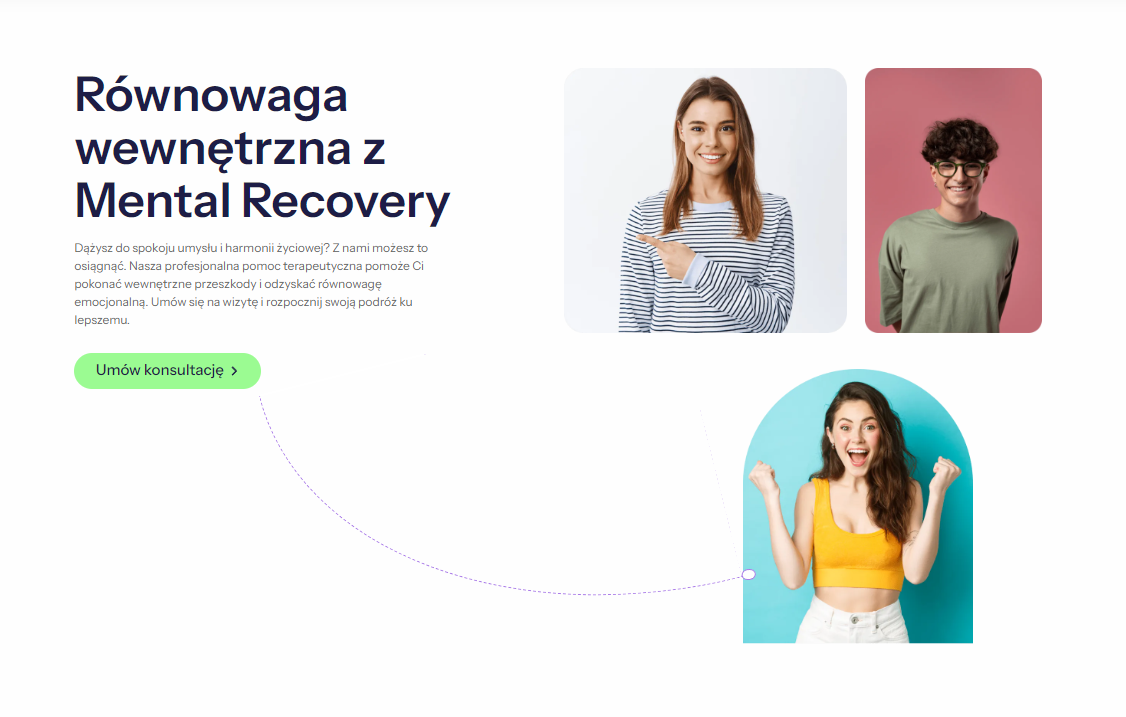 Równowaga
wewnętrzna z
Mental Recovery
Dążysz do spokoju umysłu i harmonii życiowej? Z nami możesz to
osiągnąć. Nasza profesjonalna pomoc terapeutyczna pomoże Ci
pokonać wewnętrzne przeszkody i odzyskać równowagę
emocjonalną. Umów się na wizytę i rozpocznij swoją podróż ku
lepszemu.
Umów konsultację